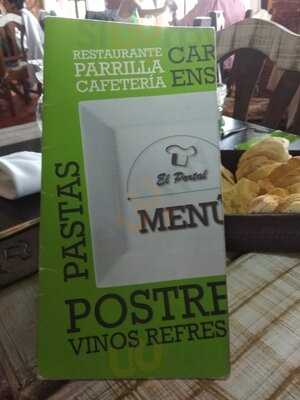 RESTAURANTE
PARRILLA
CAFETERÍA
CAR
ENS
PASTAS
El Portal
MENÚ
POSTRE
VINOS REFRES